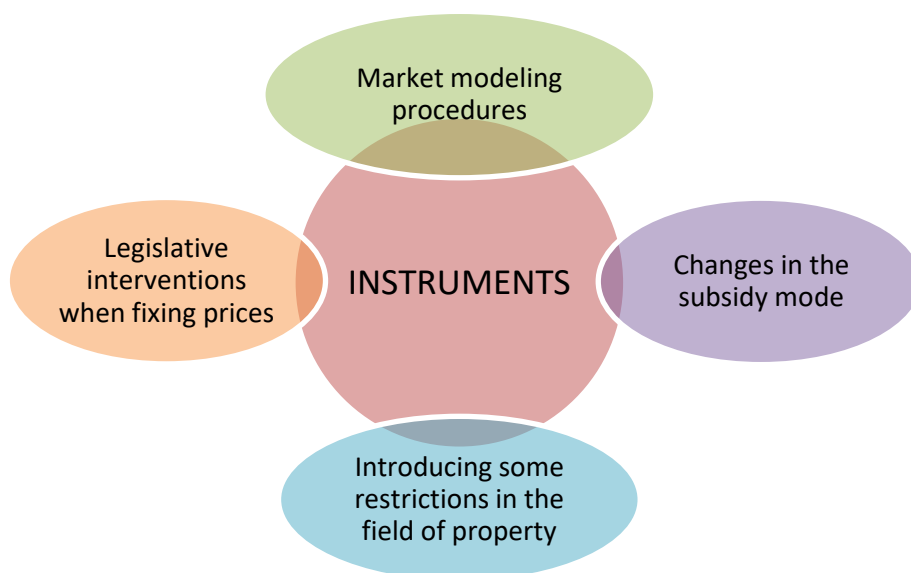 Market modeling
procedures
Legislative
interventions
when fixing prices
INSTRUMENTS
Changes in the
subsidy mode
Introducing some
restrictions in the
field of property